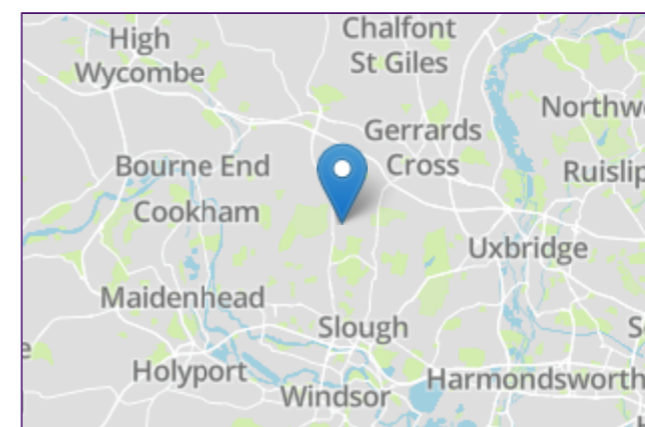 High
Wycombe
Chalfont
St Giles
Northw
Gerrards
Cross
Bourne End
Ruislip
Cookham
Uxbridge
Maidenhead
Slough
Holyport
Windsor
Harmondsworth